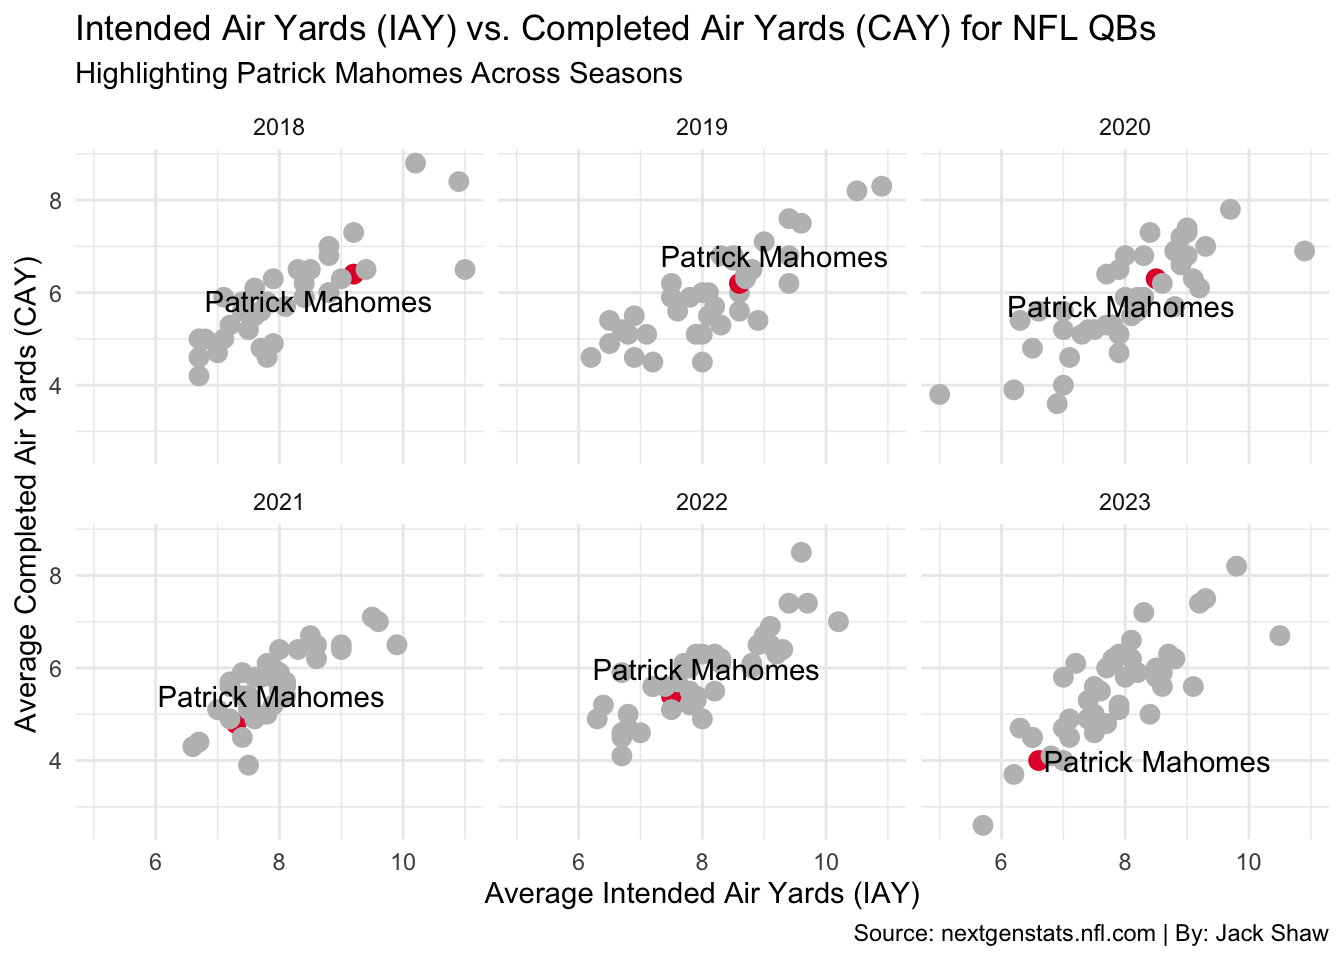 Intended Air Yards (IAY) vs. Completed Air Yards (CAY) for NFL QBs
Highlighting Patrick Mahomes Across Seasons
2018
2019
2020
8
6
4
Patrick Mahomes
Patrick Mahomes
Patrick Mahomes
Average Completed Air Yards (CAY)
2021
2022
2023
8
6
4
Patrick Mahomes
Patrick Mahomes
Patrick Mahomes
6 8 10
6 8 10
6 8 10
Average Intended Air Yards (IAY)
Source: nextgenstats.nfl.com | By: Jack Shaw